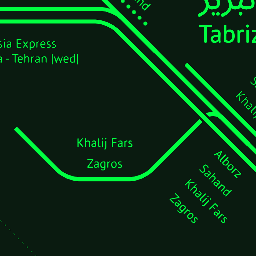 تبریز
Tabriz
sia Express
a - Tehran |wed|
Khalij Fars
Zagros
Alborz
Sahand
Khalij Fars
Zagros